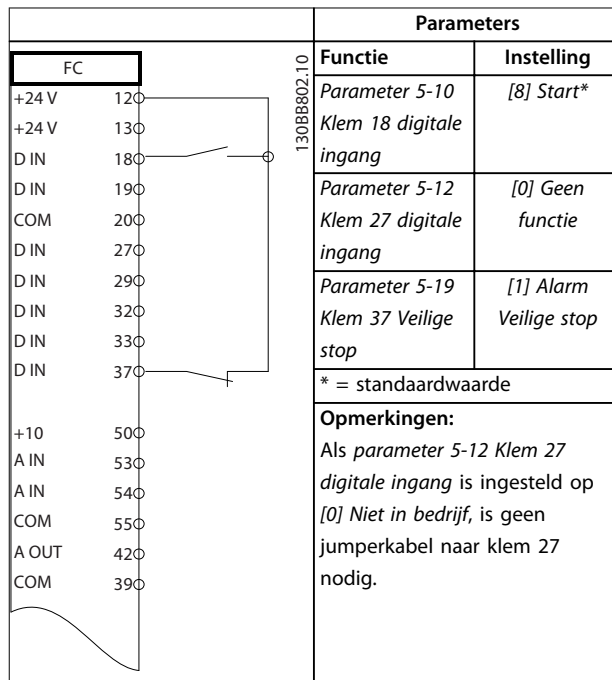 Parameters
FC
+24 V 12
+24 V 13
D IN 18
D IN 19
COM 20
D IN 27
D IN 29
D IN 32
D IN 33
D IN 37
+10 50
A IN 53
A IN 54
COM 55
A OUT 42
COM 39
130BB802.10
Functie Instelling
Parameter 5-10 [8] Start*
Klem 18 digitale
ingang
Parameter 5-12 [0] Geen
Klem 27 digitale functie
ingang
Parameter 5-19 [1] Alarm
Klem 37 Veilige Veilige stop
stop
* = standaardwaarde
Opmerkingen:
Als parameter 5-12 Klem 27
digitale ingang is ingesteld op
[0] Niet in bedrijf, is geen
jumperkabel naar klem 27
nodig.